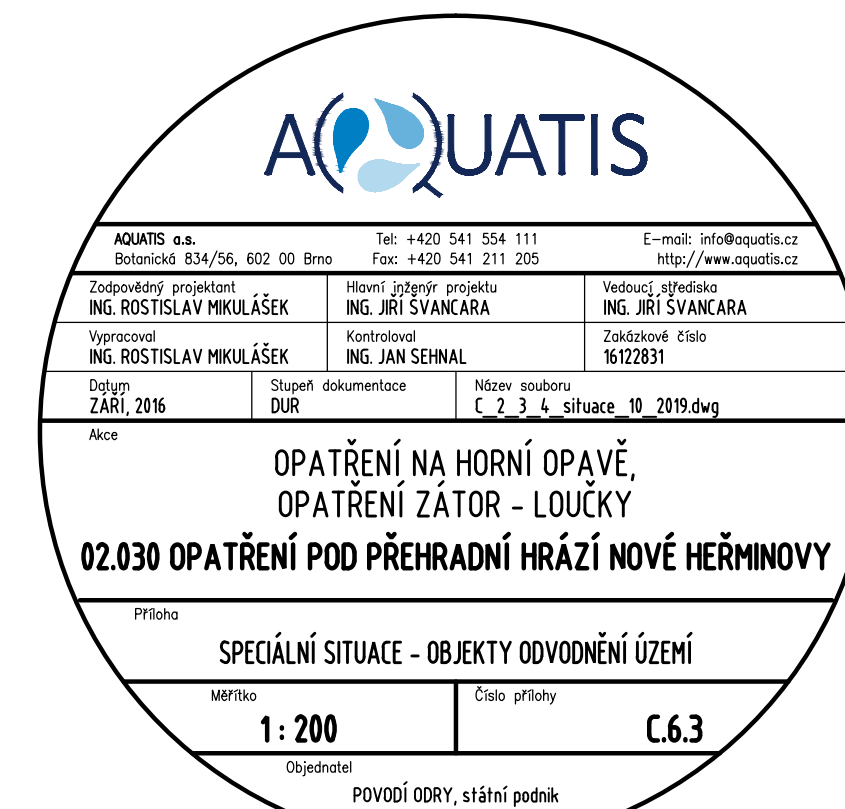 AQUATIS
AQUATIS a.s. Tel: +420 541 554 111 E-mail: info@aquatis.cz
Botanická 834/56, 602 00 Brno Fax: +420 541 211 205 http://www.aquatis.cz
Zodpovědný projektant Hlavní inženýr projektu Vedoucí střediska
ING. ROSTISLAV MIKULÁŠEK ING. JIŘÍ ŠVANCARA ING. JIŘÍ ŠVANCARA
Vypracoval Kontroloval Zakázkové číslo
ING. ROSTISLAV MIKULÁŠEK ING. JAN SEHNAL 16122831
Datum Stupeň dokumentace Název souboru
ZÁŘÍ, 2016 DUR C_2_3_4_situace_10_2019.dwg
Akce
OPATŘENÍ NA HORNÍ OPAVĚ,
OPATŘENÍ ZÁTOR - LOUČKY
02.030 OPATŘENÍ POD PŘEHRADNÍ HRÁZÍ NOVÉ HEŘMINOVY
Příloha
SPECIÁLNÍ SITUACE - OBJEKTY ODVODNĚNÍ ÚZEMÍ
Měřítko Číslo přílohy
1 : 200 C.6.3
Objednatel
POVODÍ ODRY, státní podnik